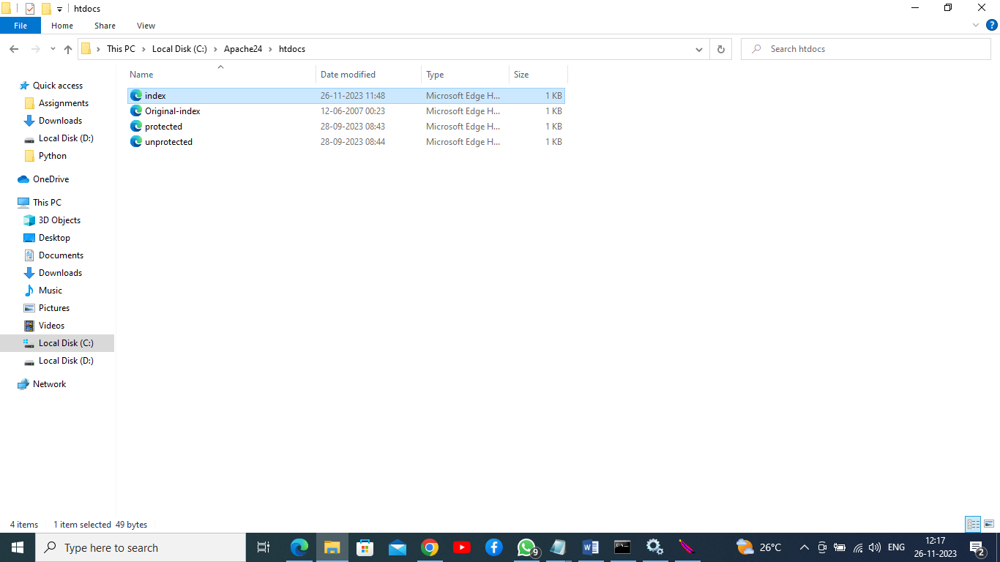 htdocs
File Home Share View
This PC Local Disk (C:) Apache24 htdocs Search htdocs
Name Date modified Type Size
index 26-11-2023 11:48 Microsoft Edge H... 1 KB
Original-index 12-06-2007 00:23 Microsoft Edge H... 1 KB
protected 28-09-2023 08:43 Microsoft Edge H... 1 KB
unprotected 28-09-2023 08:44 Microsoft Edge H... 1 KB
Quick access
Assignments
Downloads
Local Disk (D:)
Python
OneDrive
This PC
3D Objects
Desktop
Documents
Downloads
Music
Pictures
Videos
Local Disk (C:)
Local Disk (D:)
Network
4 items 1 item selected 49 bytes
Type here to search 9 26°C ENG 12:17
26-11-2023 2